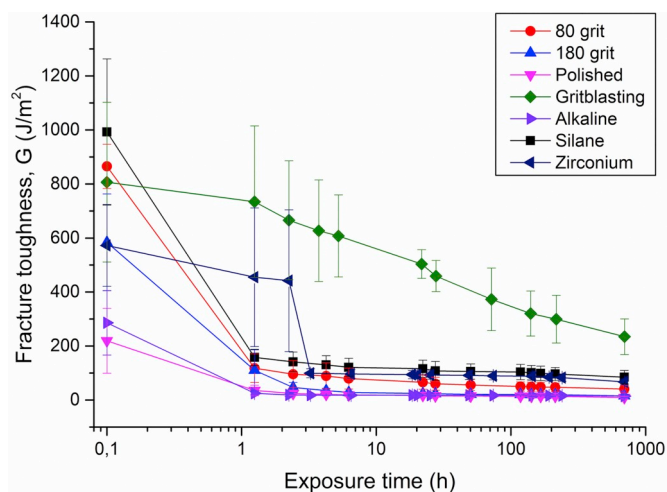 1400
1200
1000
800
600
400
200
0
Fracture toughness, G (J/m²)
80 grit
180 grit
Polished
Gritblasting
Alkaline
Silane
Zirconium
0,1 1 10 100 1000
Exposure time (h)